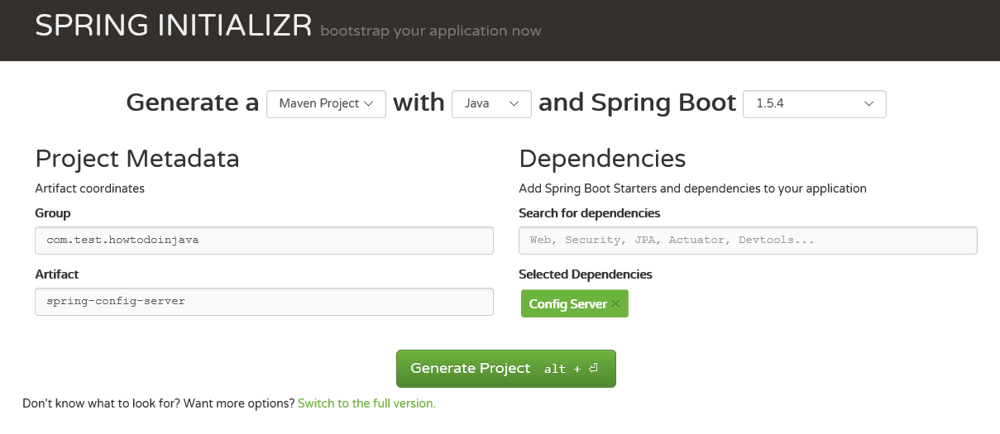 SPRING INITIALIZR bootstrap your application now
Generate a Maven Project with Java and Spring Boot 1.5.4
Project Metadata
Artifact coordinates
Group
com.test.howtodoinjava
Artifact
spring-config-server
Dependencies
Add Spring Boot Starters and dependencies to your application
Search for dependencies
Web, Security, JPA, Actuator, Devtools...
Selected Dependencies
Config Server ×
Generate Project alt + ⏎
Don't know what to look for? Want more options? Switch to the full version.